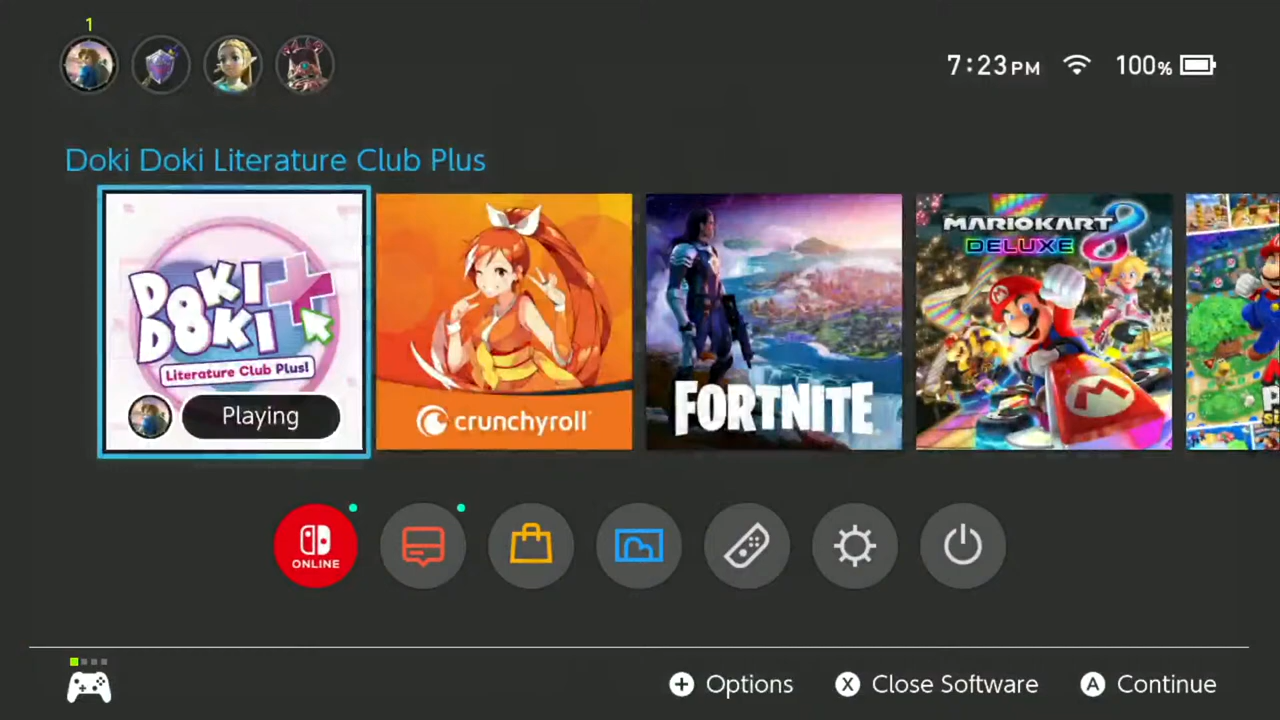 1
7:23PM 100%
Doki Doki Literature Club Plus
DOKI
DOKI
Literature Club Plus!
Playing
crunchyroll
FORTNITE
MARIOKART 8
DELUXE
M
M
ONLINE
Options
X Close Software
A Continue